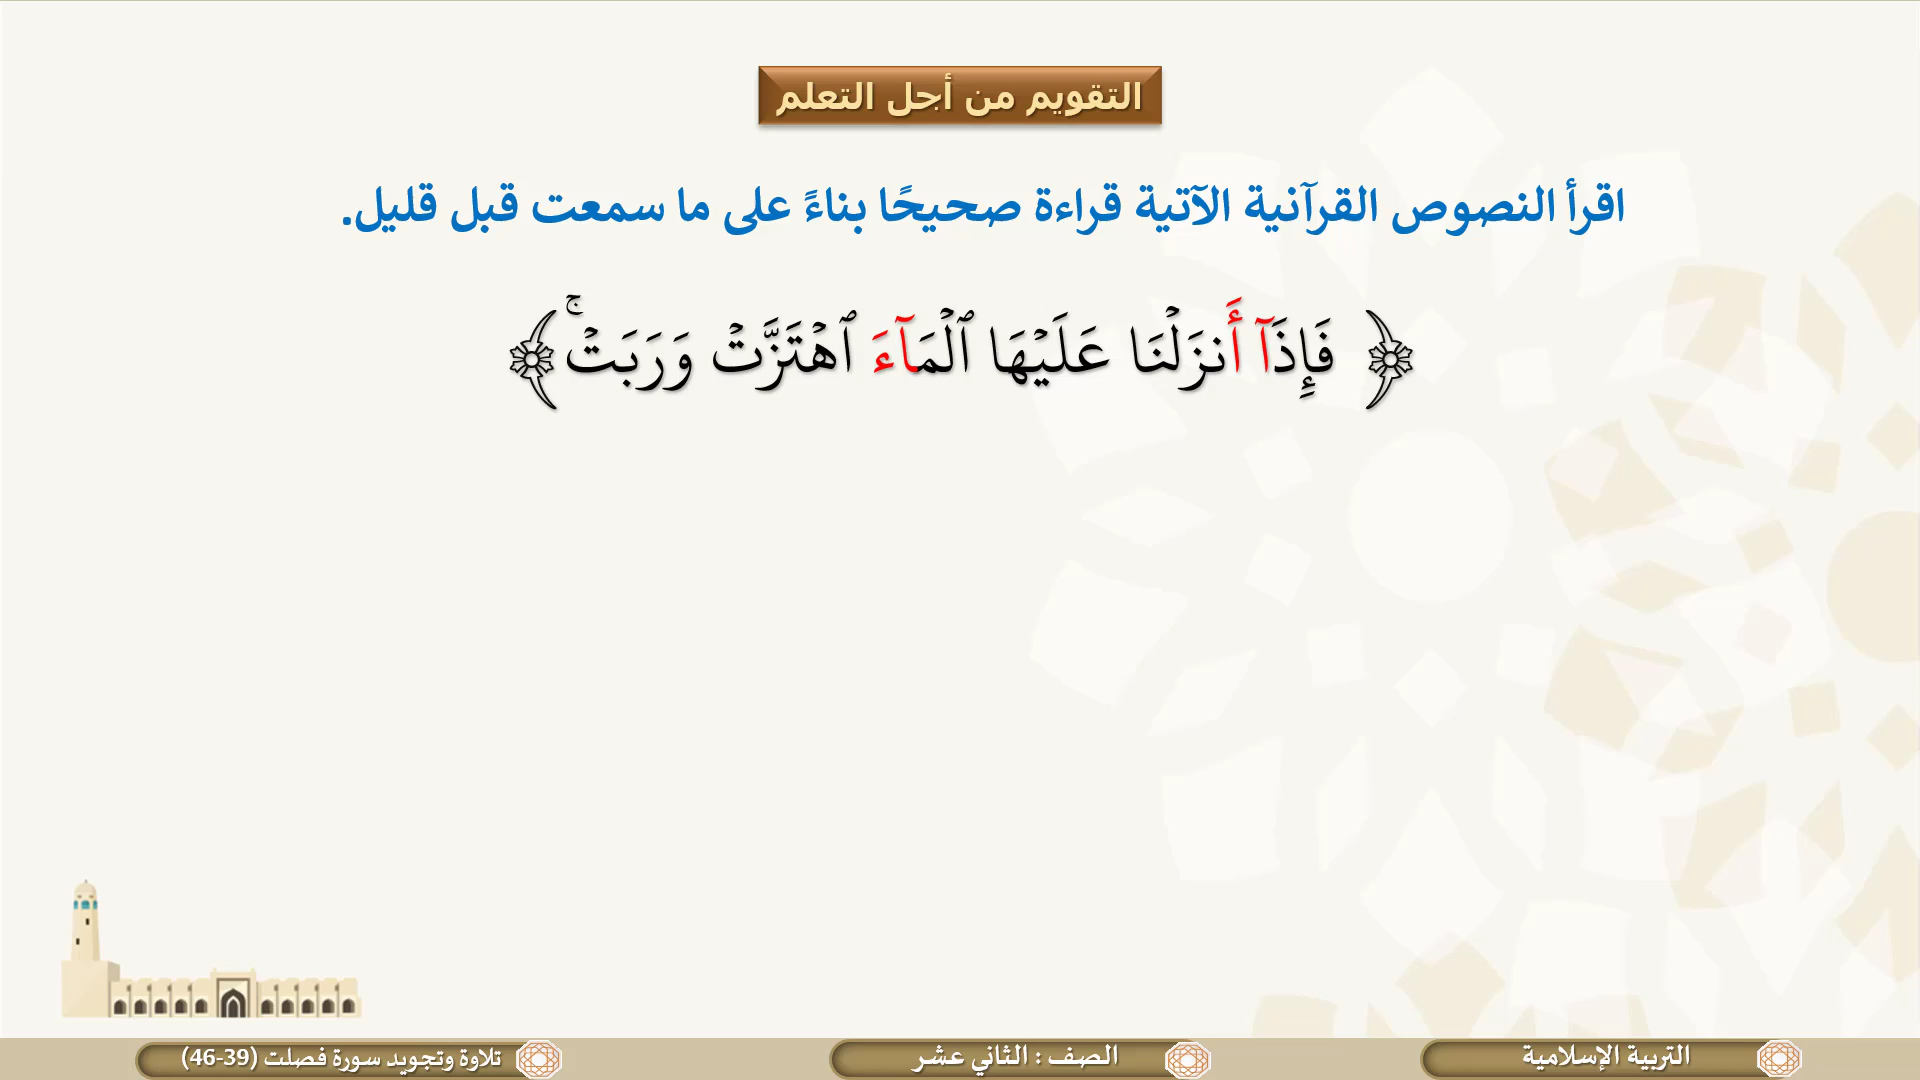 التقويم من أجل التعلم
اقرأ النصوص القرآنية الآتية قراءة صحيحًا بناءً على ما سمعت قبل قليل.
﴿ فَإِذَآ أَنزَلْنَا عَلَيْهَا ٱلْمَآءَ ٱهْتَزَّتْ وَرَبَتْۚ ﴾
التربية الإسلامية
الصف : الثاني عشر
تلاوة وتجويد سورة فصلت (39-46)